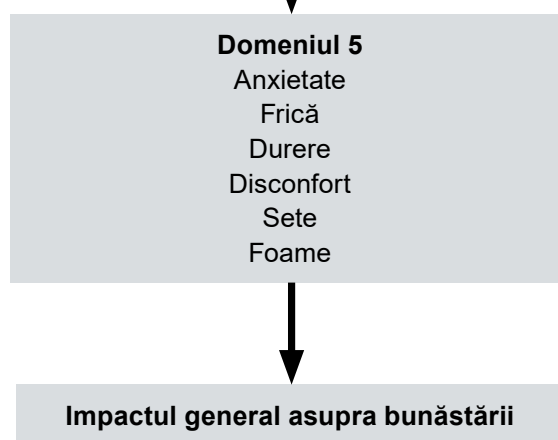 Domeniul 5
Anxietate
Frică
Durere
Disconfort
Sete
Foame
Impactul general asupra bunăstării